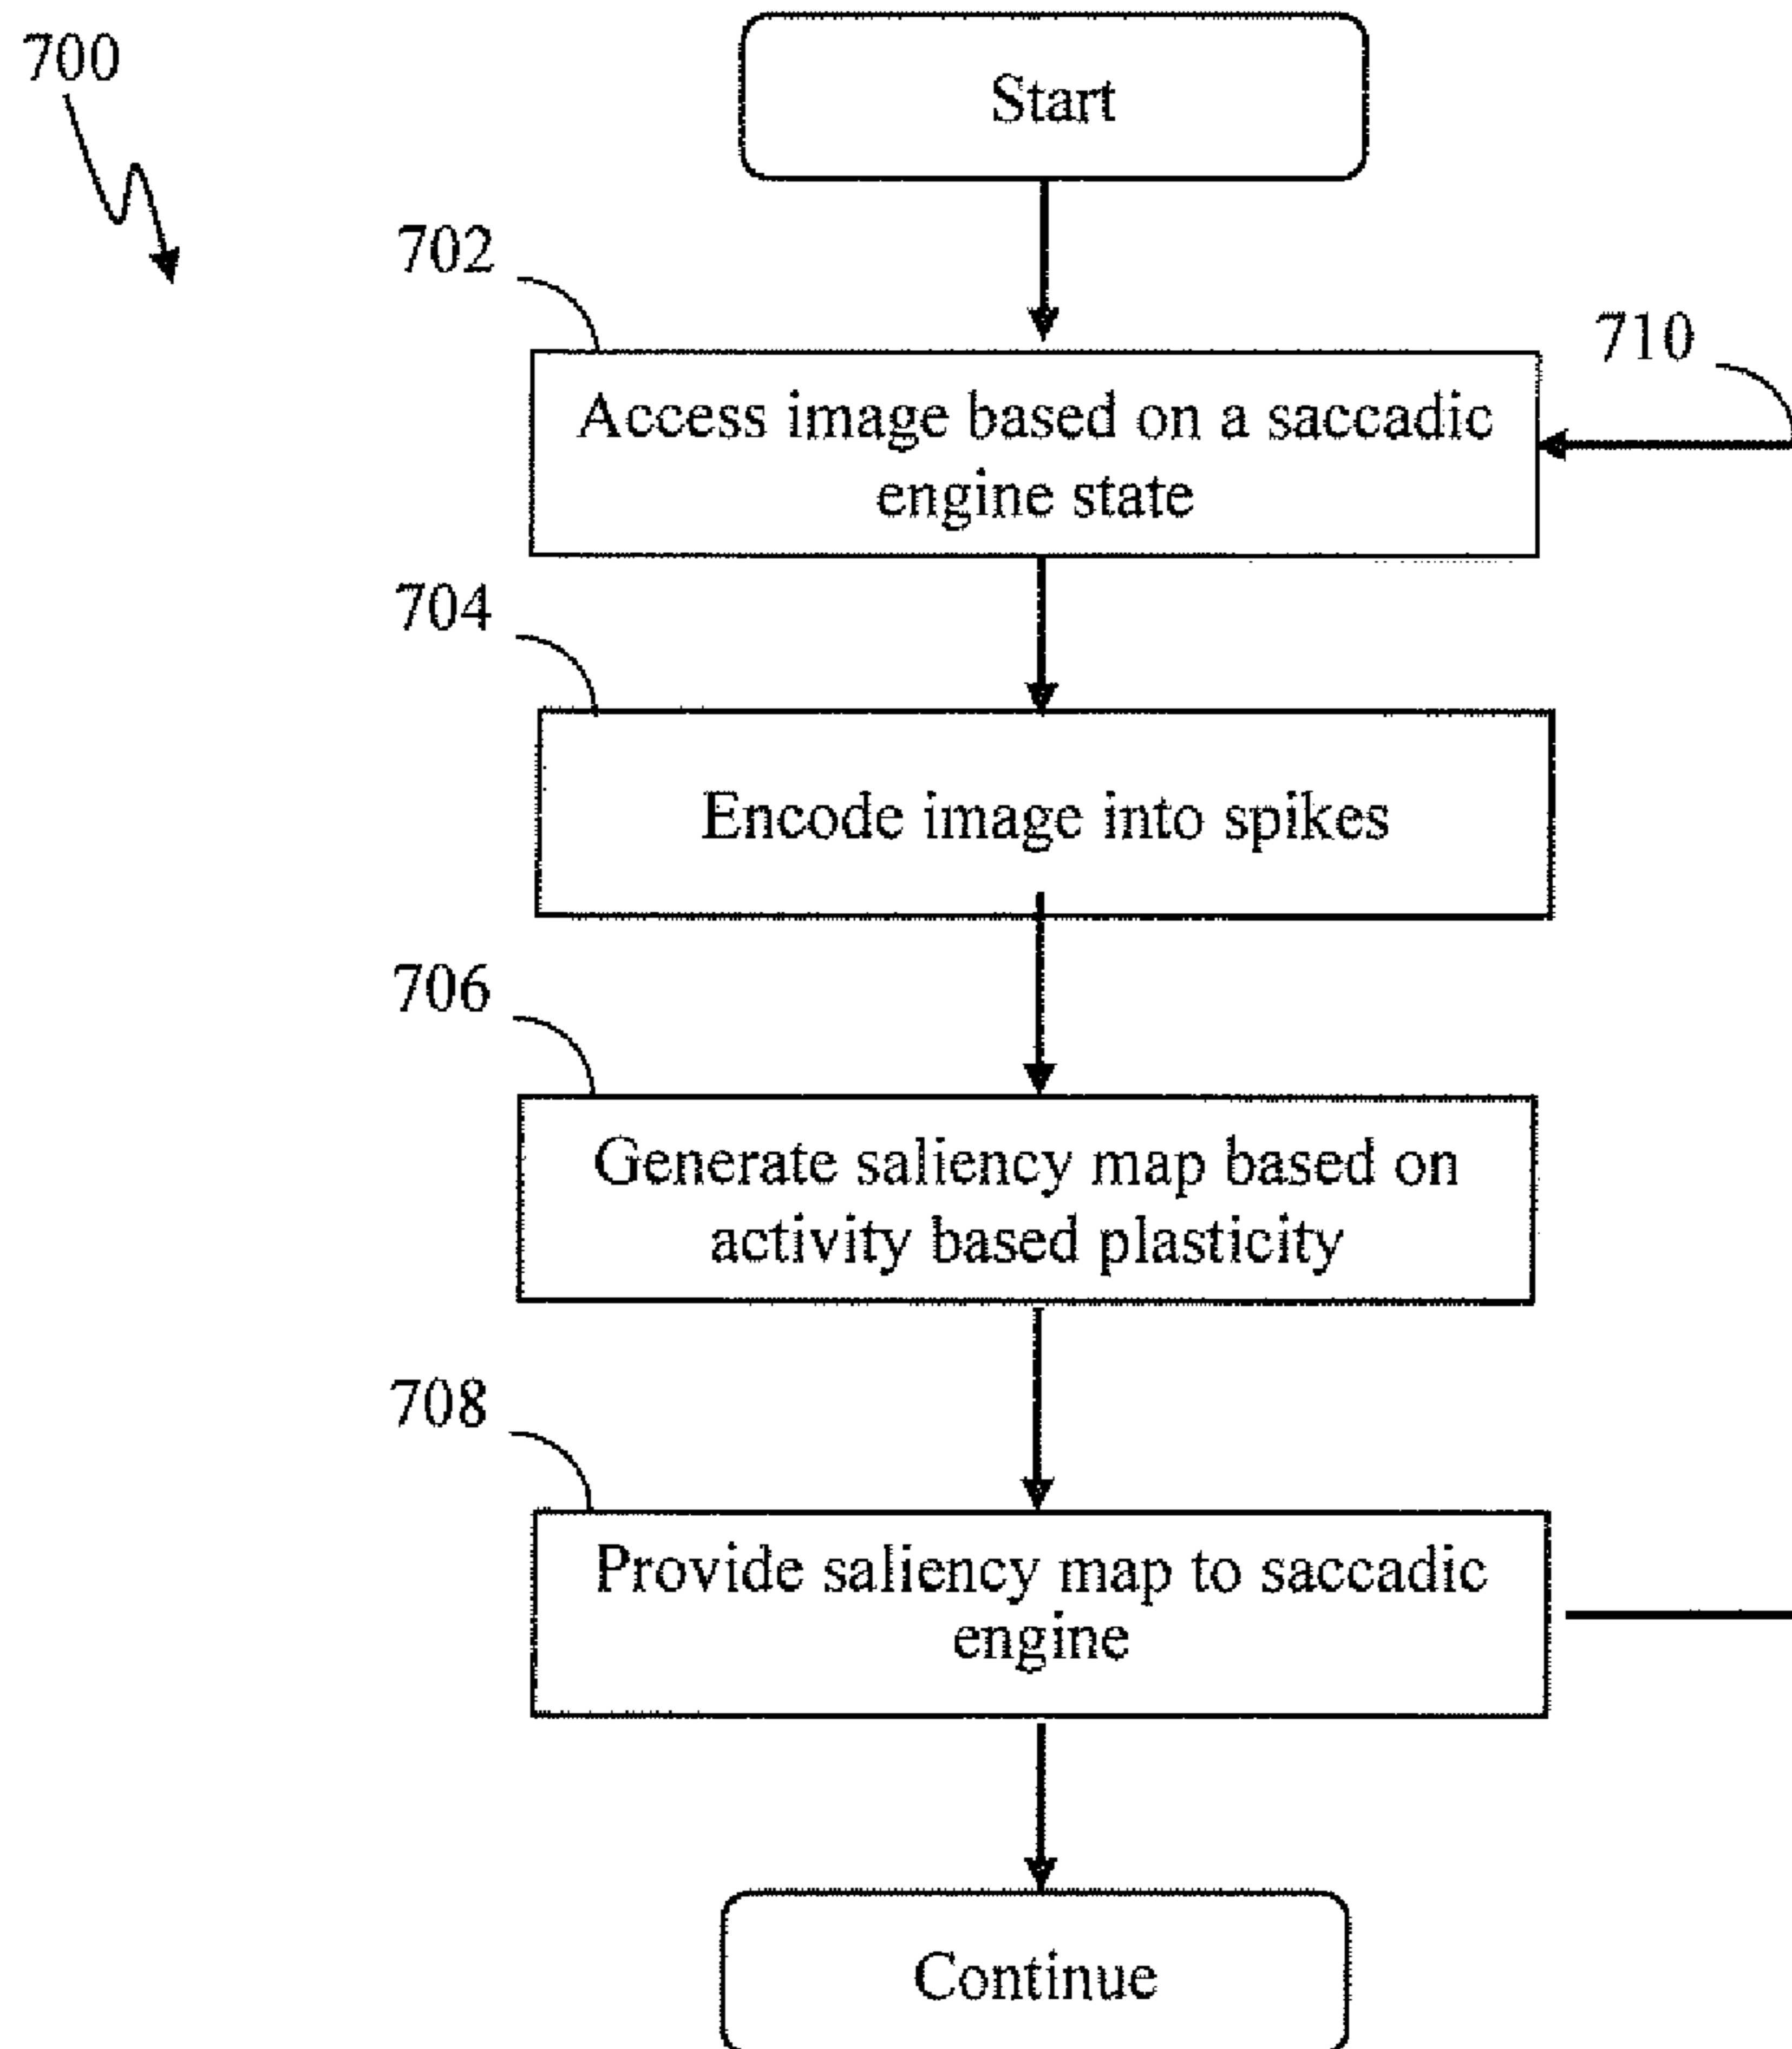 700
Start
702
710
Access image based on a saccadic
engine state
704
Encode image into spikes
706
Generate saliency map based on
activity based plasticity
708
Provide saliency map to saccadic
engine
Continue